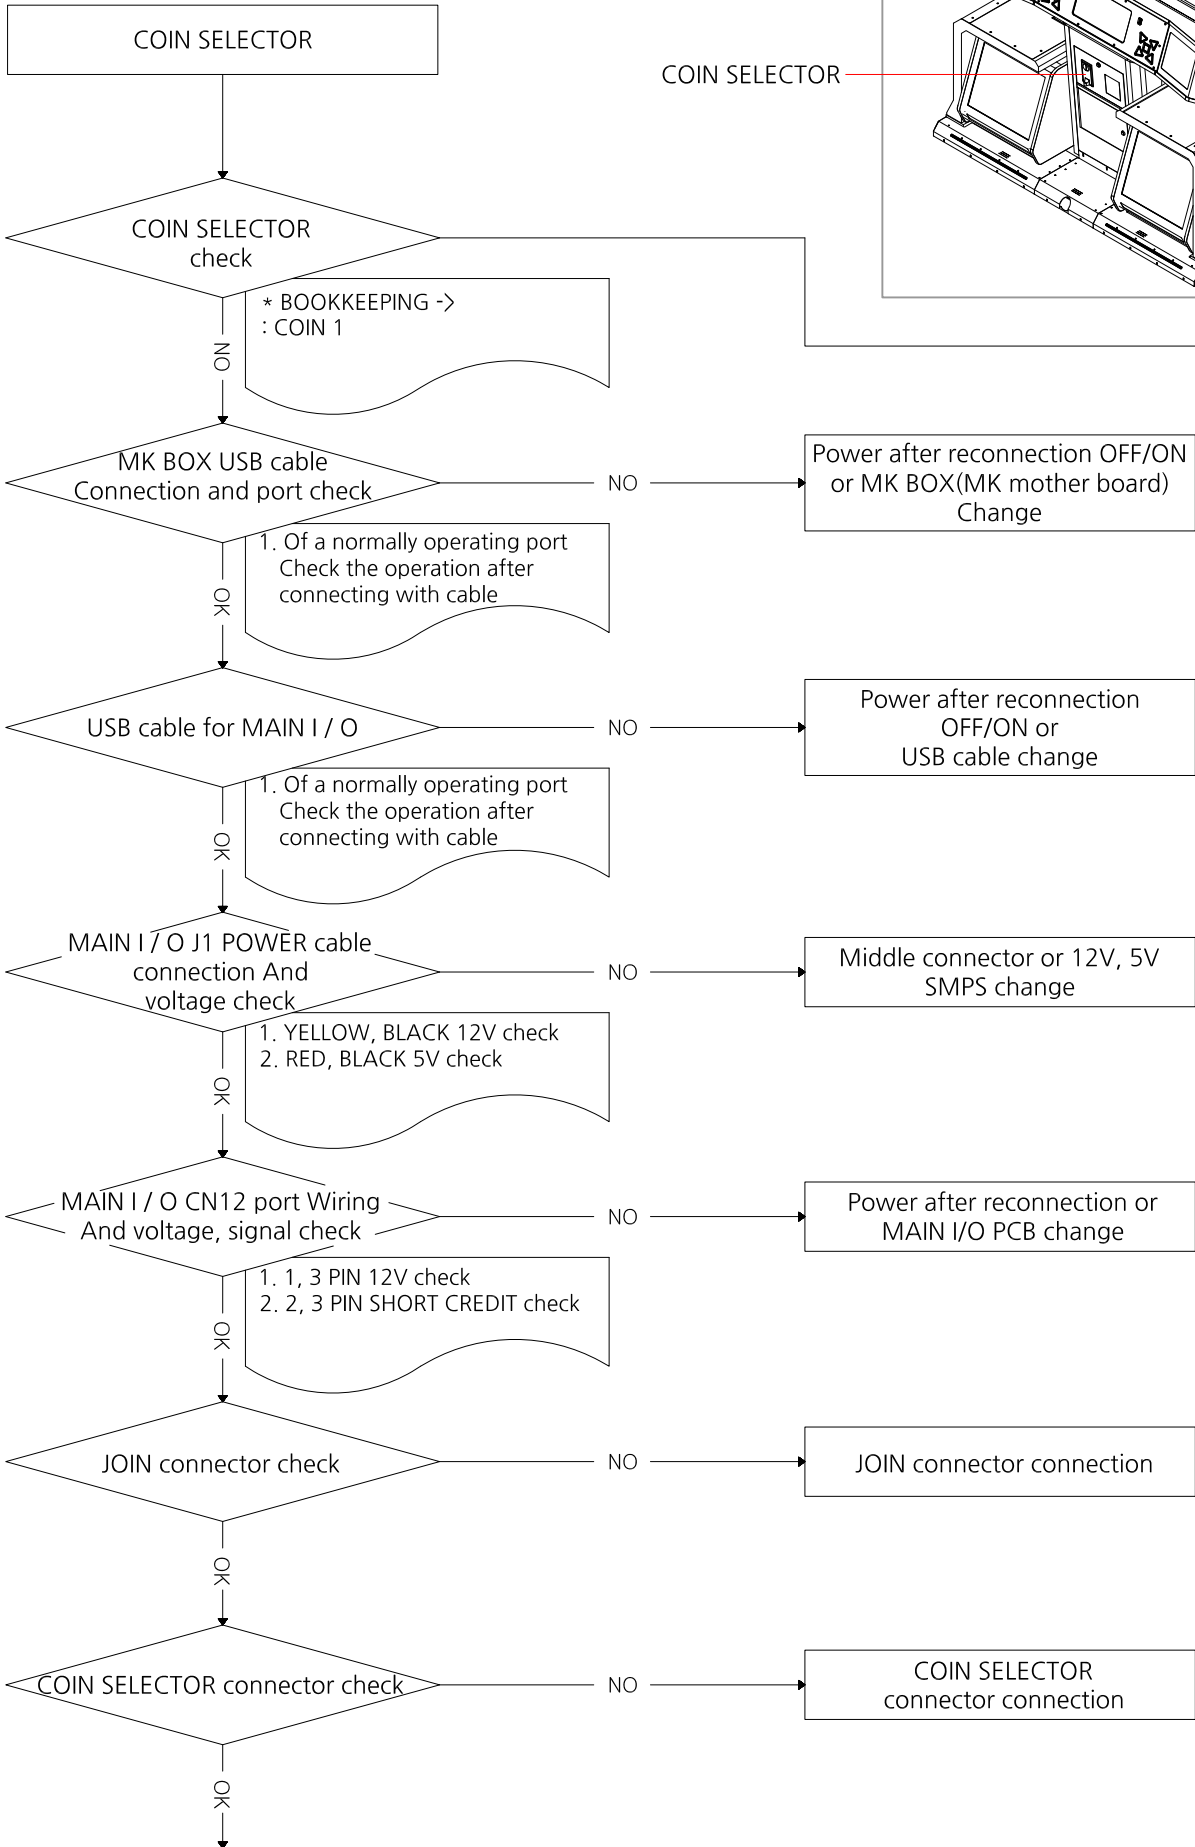 COIN SELECTOR
COIN SELECTOR
COIN SELECTOR
check
* BOOKKEEPING ->
: COIN 1
NO
MK BOX USB cable
Connection and port check
NO
Power after reconnection OFF/ON
or MK BOX(MK mother board)
Change
1. Of a normally operating port
Check the operation after
connecting with cable
OK
USB cable for MAIN I / O
NO
Power after reconnection
OFF/ON or
USB cable change
1. Of a normally operating port
Check the operation after
connecting with cable
OK
MAIN I / O J1 POWER cable
connection And
voltage check
NO
Middle connector or 12V, 5V
SMPS change
1. YELLOW, BLACK 12V check
2. RED, BLACK 5V check
OK
MAIN I / O CN12 port Wiring
And voltage, signal check
NO
Power after reconnection or
MAIN I/O PCB change
1. 1, 3 PIN 12V check
2. 2, 3 PIN SHORT CREDIT check
OK
JOIN connector check
NO
JOIN connector connection
OK
COIN SELECTOR connector check
NO
COIN SELECTOR
connector connection
OK